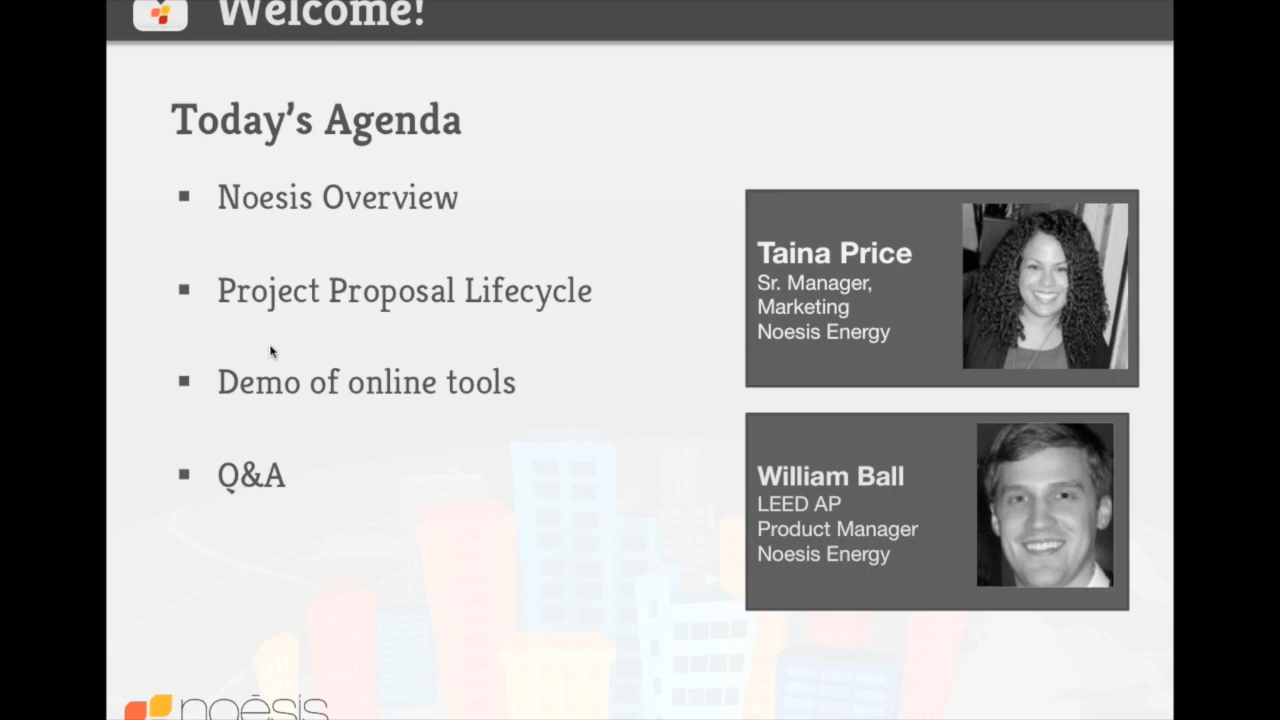 Welcome!
Today's Agenda
▪ Noesis Overview
▪ Project Proposal Lifecycle
▪ Demo of online tools
▪ Q&A
Taina Price
Sr. Manager,
Marketing
Noesis Energy
William Ball
LEED AP
Product Manager
Noesis Energy
noēsis